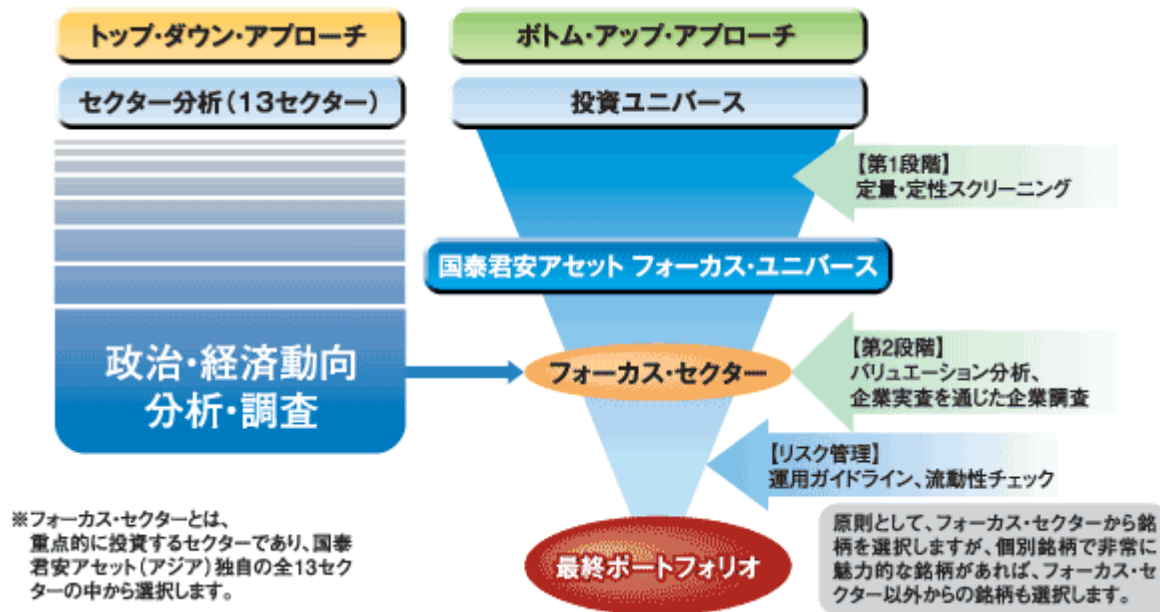 トップ・ダウン・アプローチ
セクター分析(13セクター)
政治・経済動向
分析・調査
※フォーカス・セクターとは、
重点的に投資するセクターであり、国泰
君安アセット(アジア)独自の全13セク
ターの中から選択します。
ボトム・アップ・アプローチ
投資ユニバース
【第1段階】
定量・定性スクリーニング
国泰君安アセット フォーカス・ユニバース
フォーカス・セクター
【第2段階】
バリュエーション分析、
企業実査を通じた企業調査
【リスク管理】
運用ガイドライン、流動性チェック
最終ポートフォリオ
原則として、フォーカス・セクターから銘
柄を選択しますが、個別銘柄で非常に
魅力的な銘柄があれば、フォーカス・セ
クター以外からの銘柄も選択します。